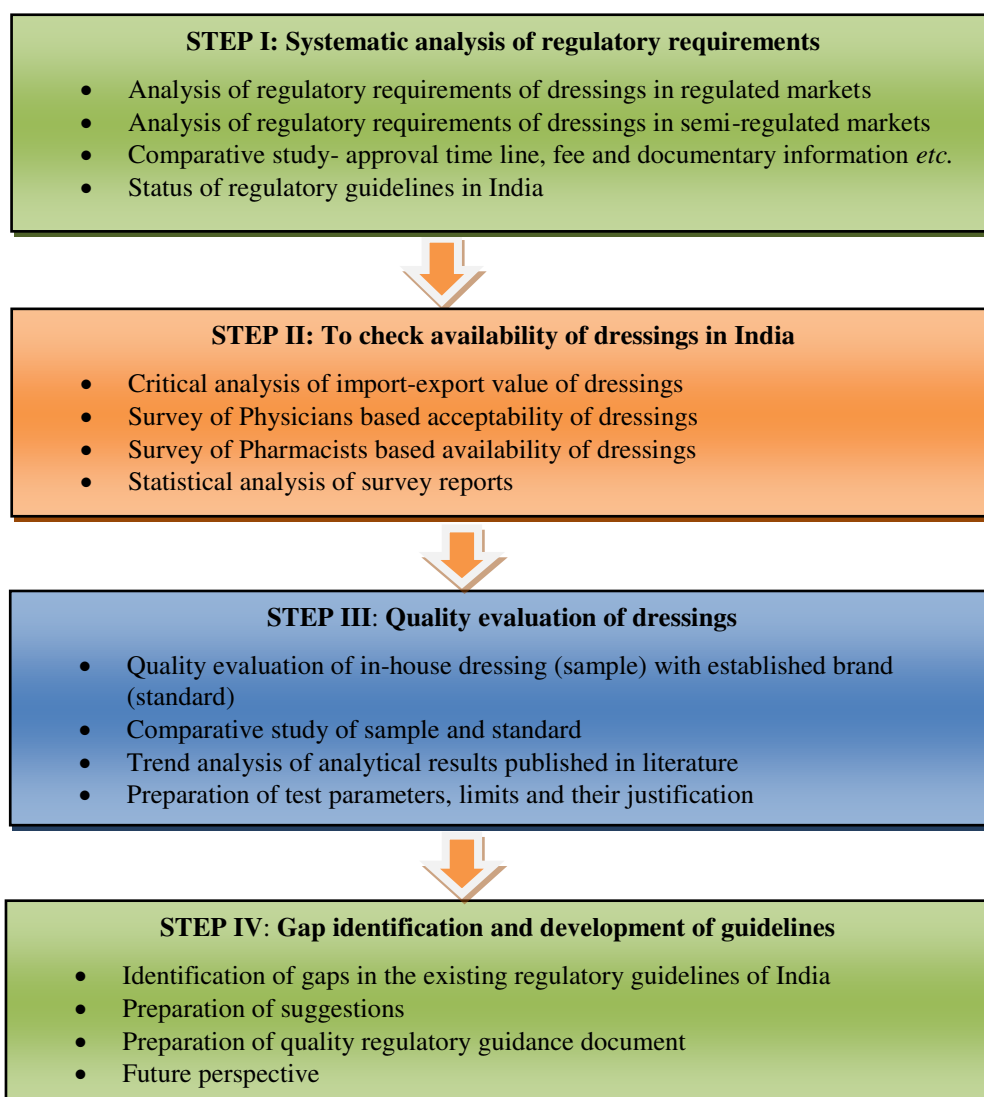 STEP I: Systematic analysis of regulatory requirements
• Analysis of regulatory requirements of dressings in regulated markets
• Analysis of regulatory requirements of dressings in semi-regulated markets
• Comparative study- approval time line, fee and documentary information etc.
• Status of regulatory guidelines in India
STEP II: To check availability of dressings in India
• Critical analysis of import-export value of dressings
• Survey of Physicians based acceptability of dressings
• Survey of Pharmacists based availability of dressings
• Statistical analysis of survey reports
STEP III: Quality evaluation of dressings
• Quality evaluation of in-house dressing (sample) with established brand
(standard)
• Comparative study of sample and standard
• Trend analysis of analytical results published in literature
• Preparation of test parameters, limits and their justification
STEP IV: Gap identification and development of guidelines
• Identification of gaps in the existing regulatory guidelines of India
• Preparation of suggestions
• Preparation of quality regulatory guidance document
• Future perspective